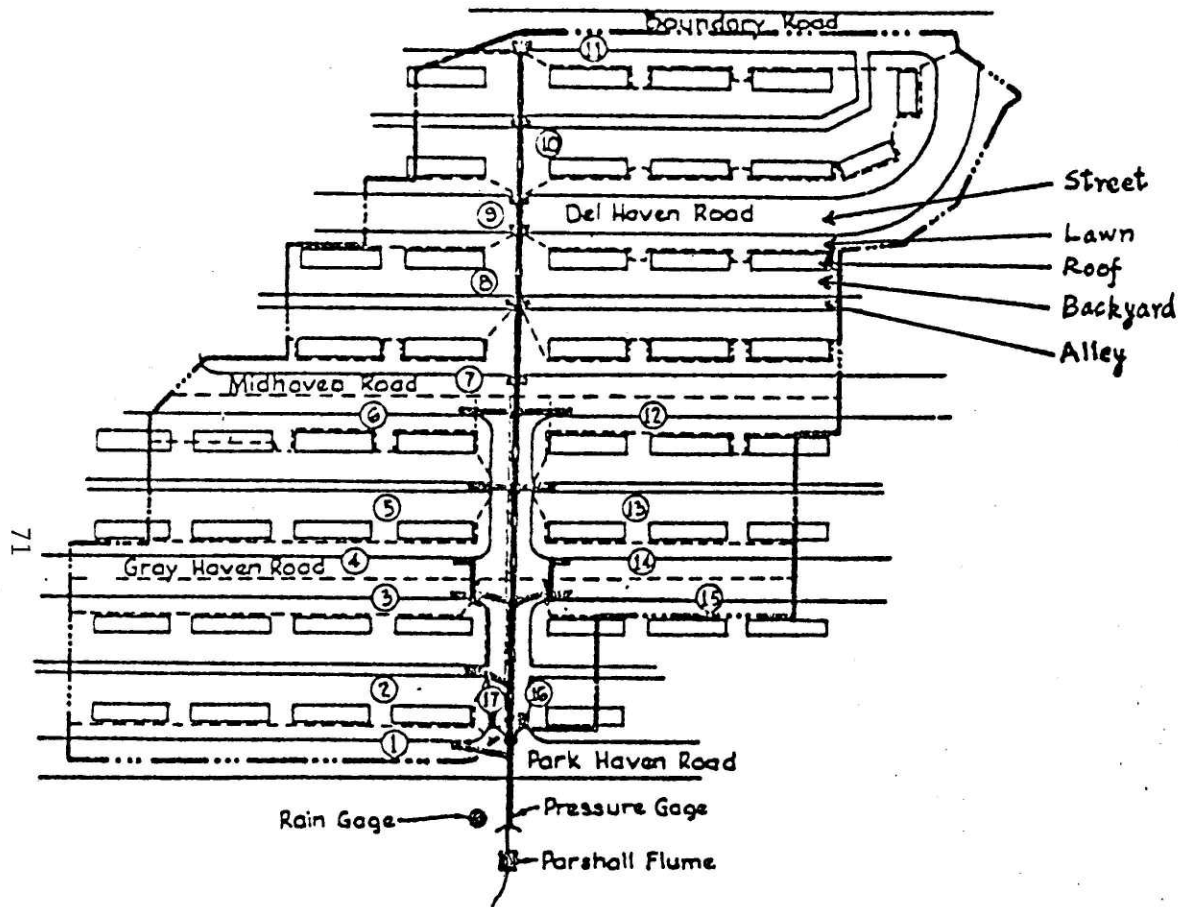 Boundary Road
11
10
Street
9
Del Haven Road
Lawn
Roof
8
Backyard
Alley
7
Midhaven Road
6
12
5
13
71
4
14
Gray Haven Road
3
15
2
17
16
1
Park Haven Road
Rain Gage
Pressure Gage
Parshall Flume